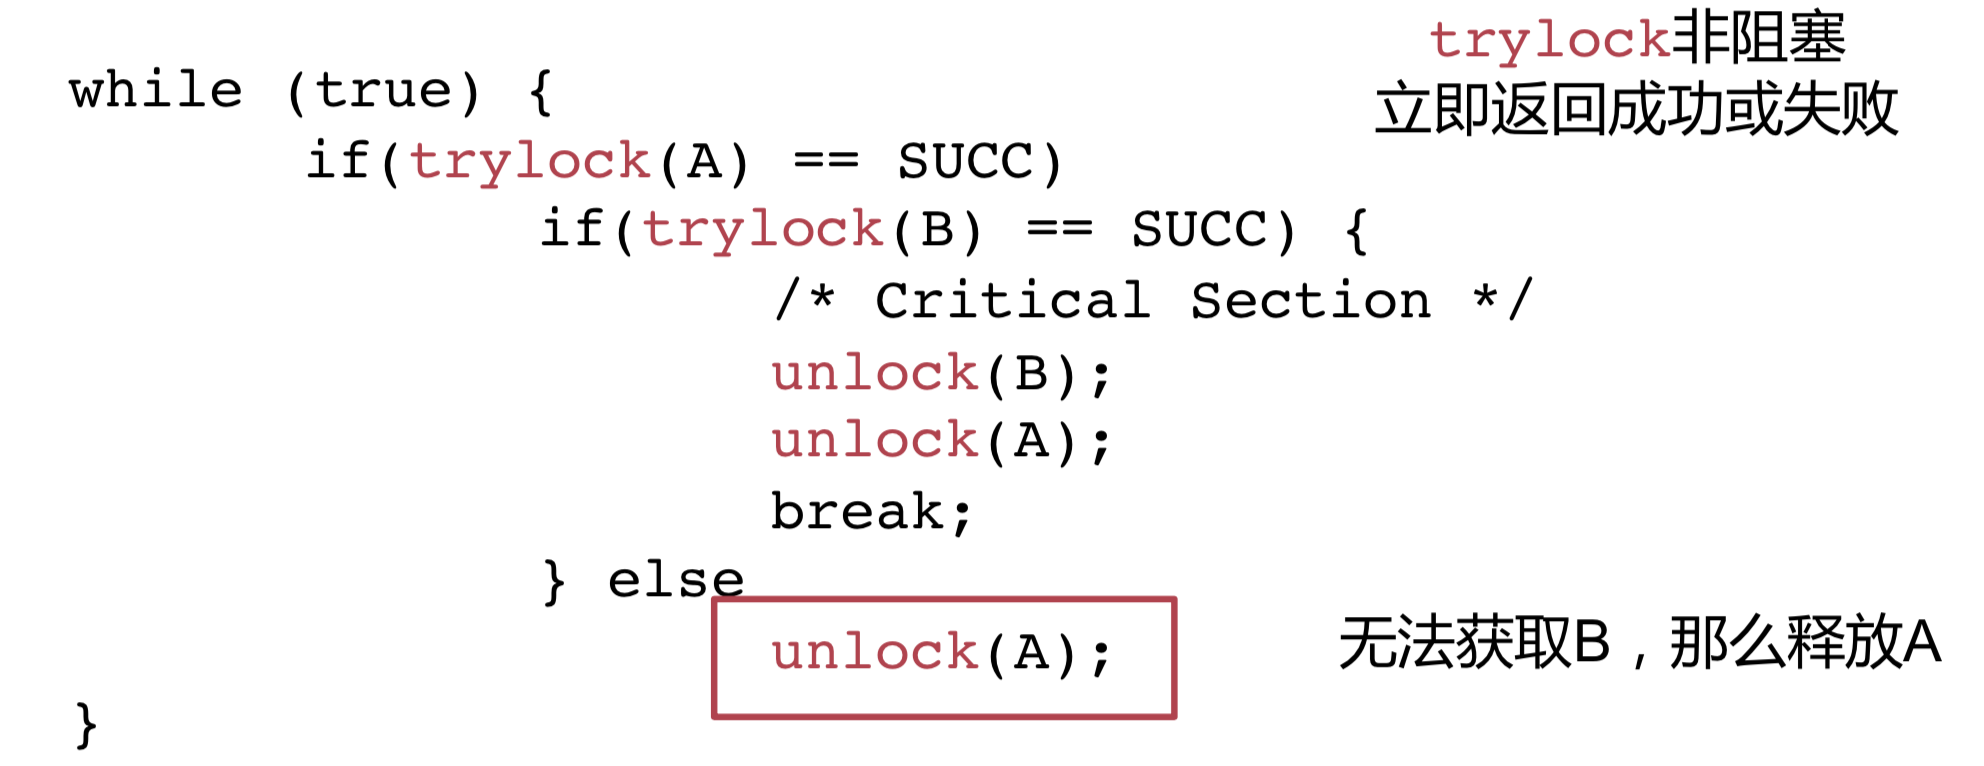 trylock非阻塞
立即返回成功或失败
while (true) {
if(trylock(A) == SUCC)
if(trylock(B) == SUCC) {
/* Critical Section */
unlock(B);
unlock(A);
break;
} else
unlock(A);
无法获取B，那么释放A
}